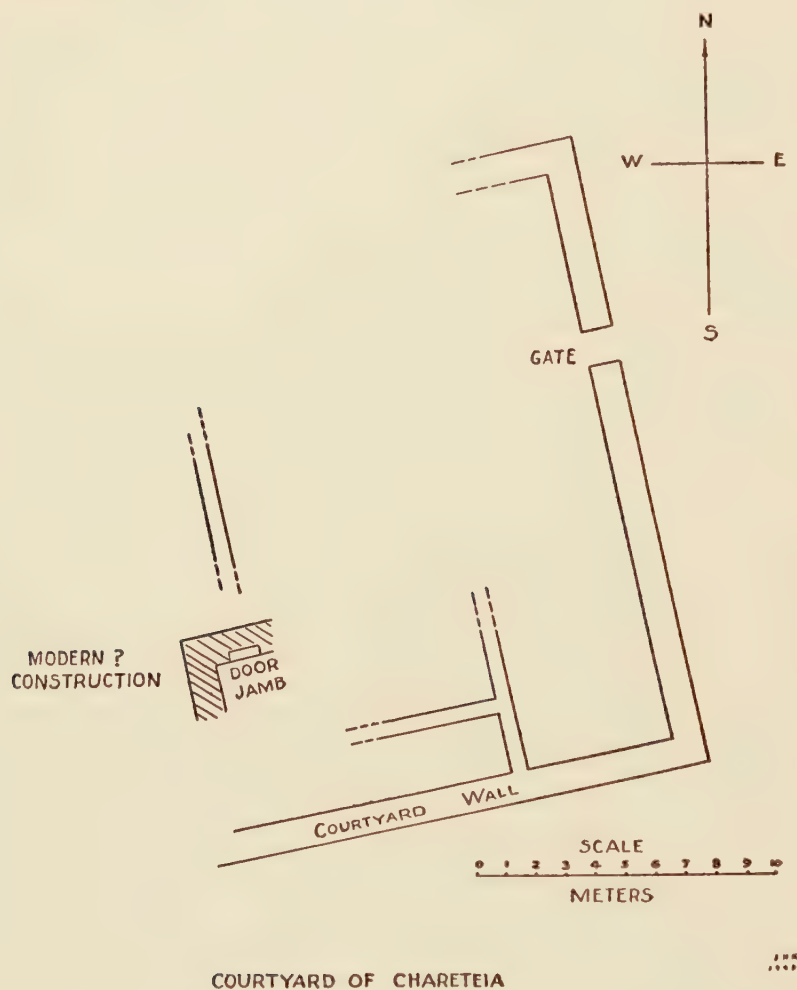 N
W E
S
GATE
MODERN ?
CONSTRUCTION
DOOR
JAMB
COURTYARD WALL
SCALE
0 1 2 3 4 5 6 7 8 9 10
METERS
COURTYARD OF CHARETEIA